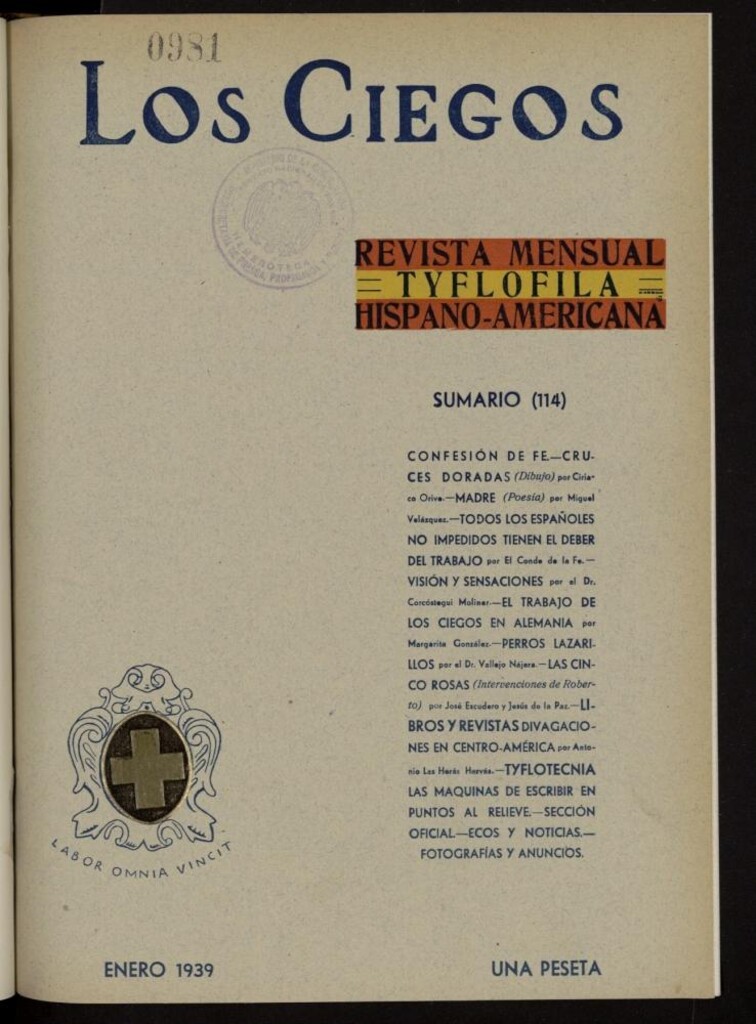 0981
LOS CIEGOS
HEMEROTECA
REVISTA MENSUAL
TYFLOFILA
HISPANO-AMERICANA
SUMARIO (114)
CONFESIÓN DE FE.—CRU-
CES DORADAS (Dibujo) por Ciria-
co Orive.—MADRE (Poesía) por Miguel
Velázquez.—TODOS LOS ESPAÑOLES
NO IMPEDIDOS TIENEN EL DEBER
DEL TRABAJO por El Conde de la Fe.—
VISIÓN Y SENSACIONES por el Dr.
Corcóstegui Moliner.—EL TRABAJO DE
LOS CIEGOS EN ALEMANIA por
Margarita González.—PERROS LAZARI-
LLOS por el Dr. Vallejo Nájera.—LAS CIN-
CO ROSAS (Intervenciones de Rober-
to) por José Escudero y Jesús de la Paz.—LI-
BROS Y REVISTAS DIVAGACIO-
NES EN CENTRO-AMÉRICA por Anto-
nio Las Heras Hervás.—TYFLOTECNIA
LAS MAQUINAS DE ESCRIBIR EN
PUNTOS AL RELIEVE.—SECCIÓN
OFICIAL.—ECOS Y NOTICIAS.—
FOTOGRAFÍAS Y ANUNCIOS.
LABOR OMNIA VINCIT
ENERO 1939
UNA PESETA